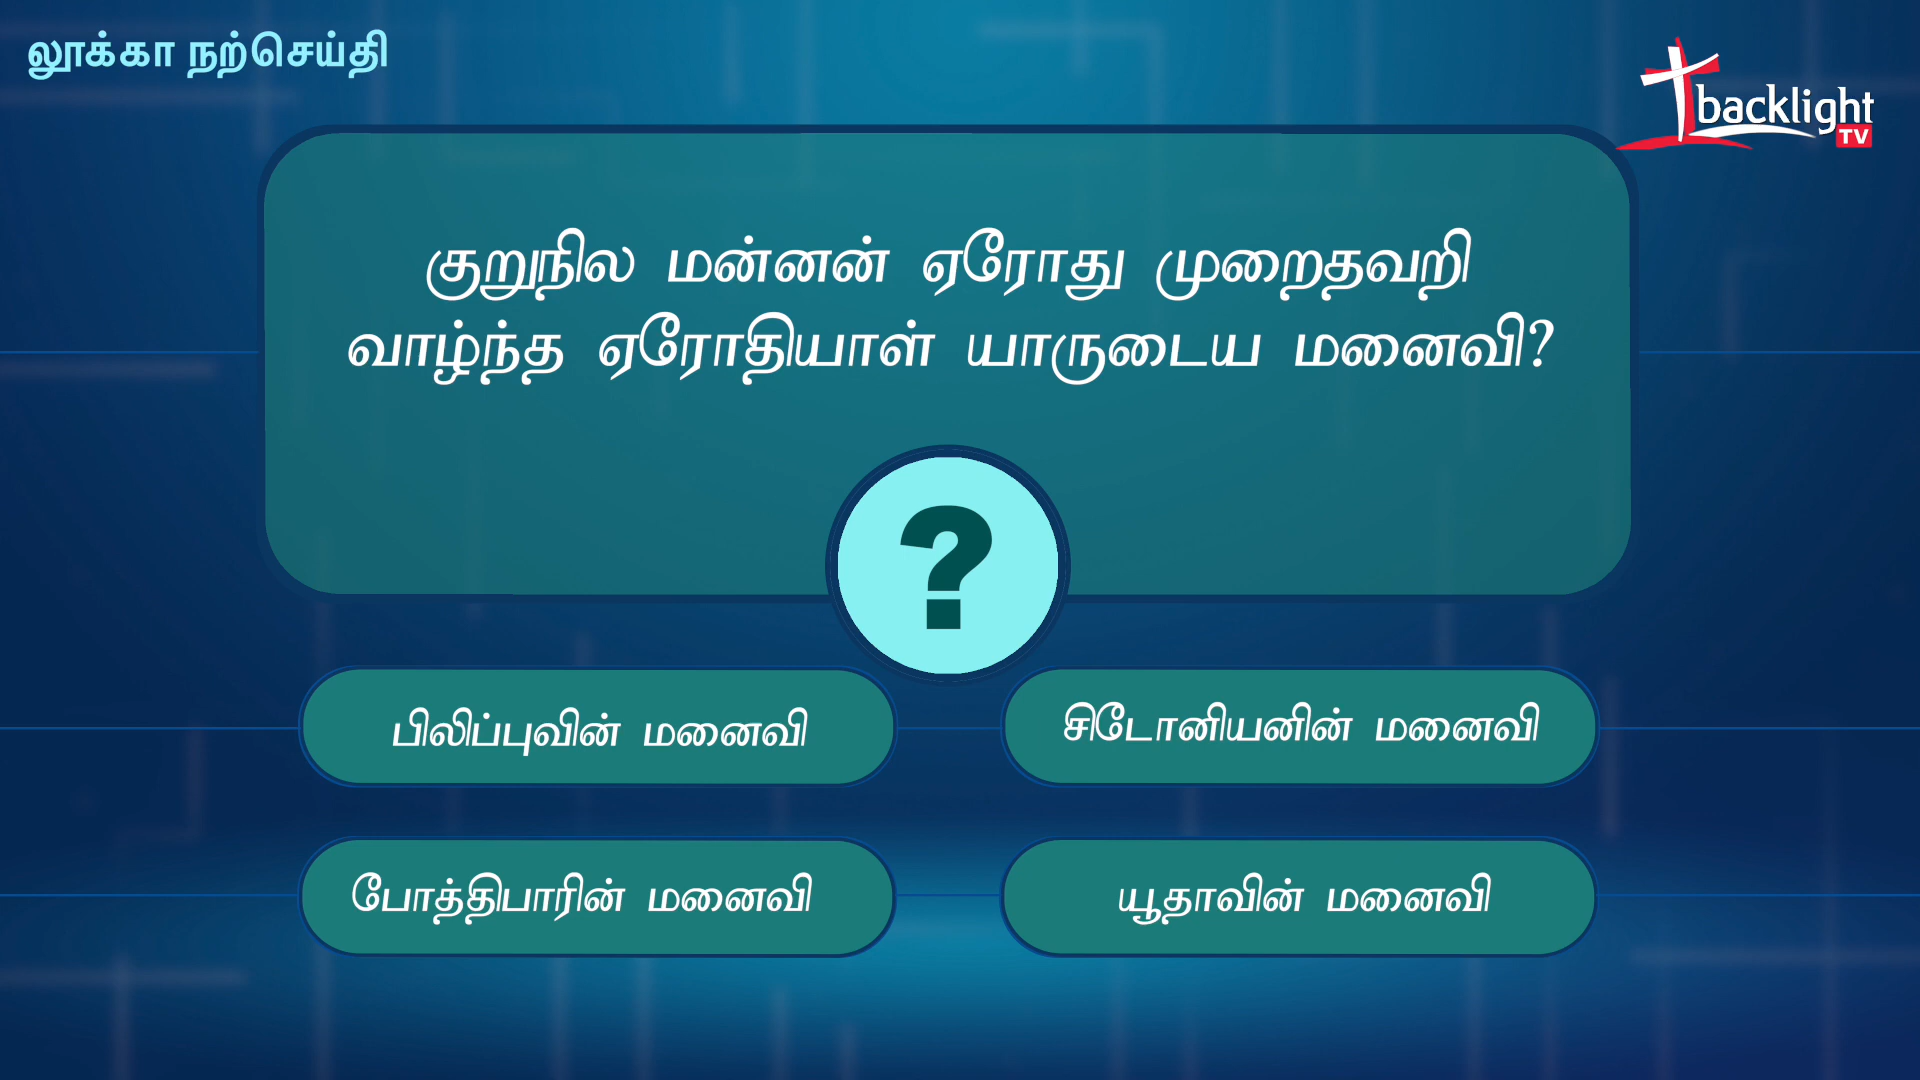 லூக்கா நற்செய்தி
backlight
TV
குறுநில மன்னன் ஏரோது முறைதவறி
வாழ்ந்த ஏரோதியாள் யாருடைய மனைவி?
?
பிலிப்புவின் மனைவி
சிடோனியனின் மனைவி
போத்திபாரின் மனைவி
யூதாவின் மனைவி